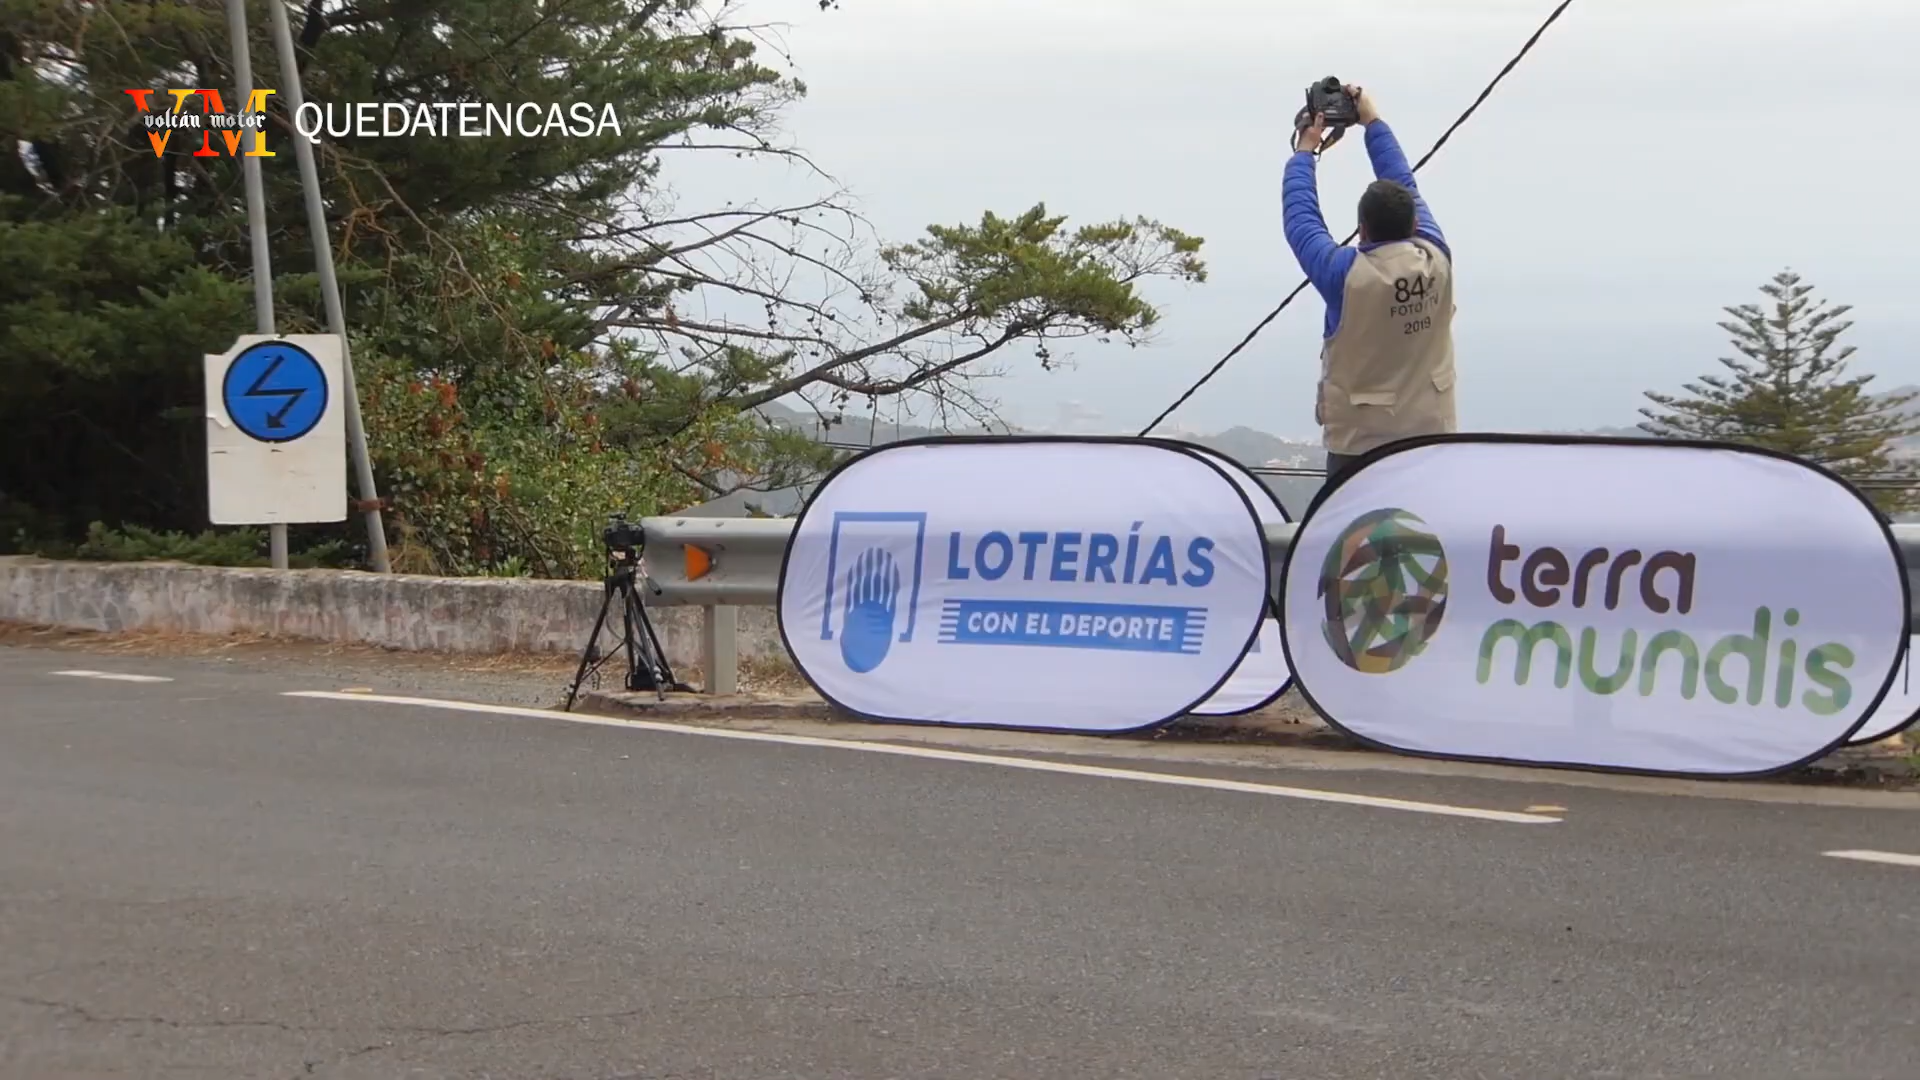 volcán motor
VM
QUEDATENCASA
84
FOTO / TV
2019
LOTERÍAS
CON EL DEPORTE
terra
mundis